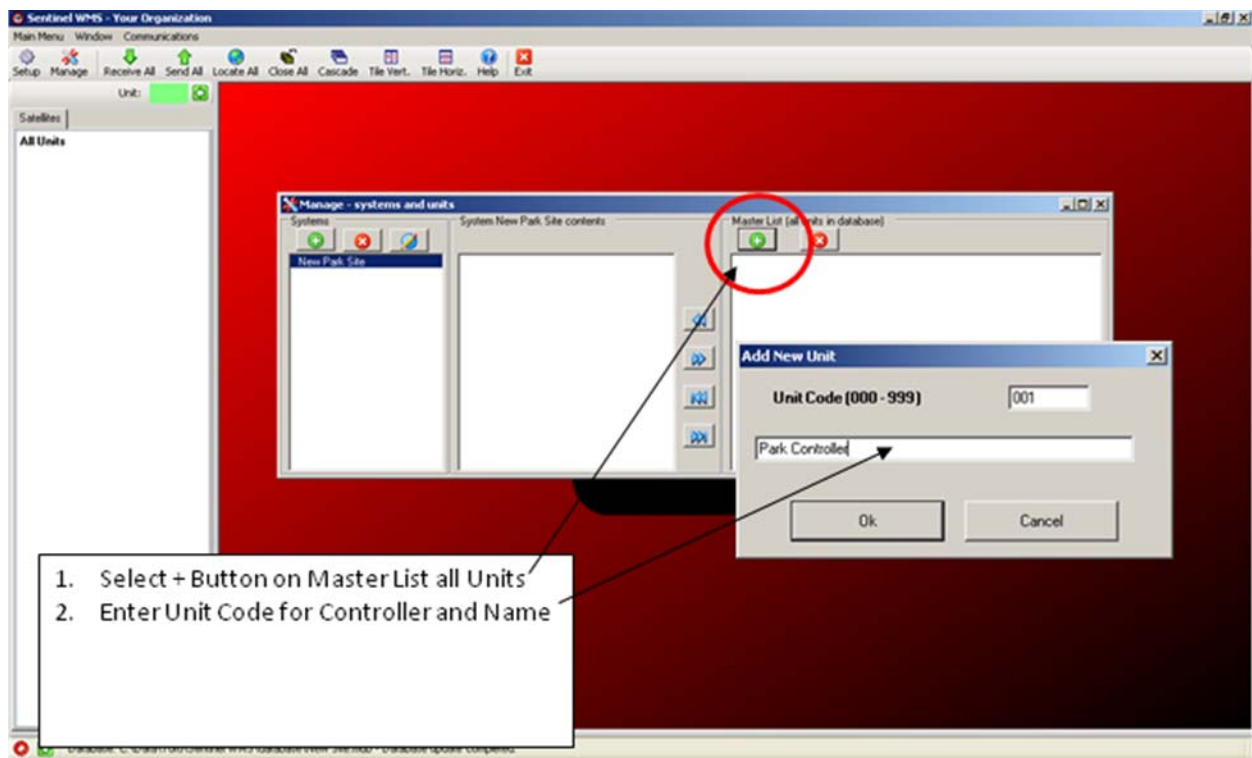 Sentinel WMS - Your Organization
Main Menu Window Communications
Setup Manage Receive All Send All Locate All Close All Cascade Tile Vert. Tile Horiz. Help Exit
Unit:
Satellites
All Units
Manage - systems and units
Systems
System New Park Site contents
Master List (all units in database)
New Park Site
Add New Unit
Unit Code (000 - 999)
001
Park Controller
Ok
Cancel
1. Select + Button on Master List all Units
2. Enter Unit Code for Controller and Name